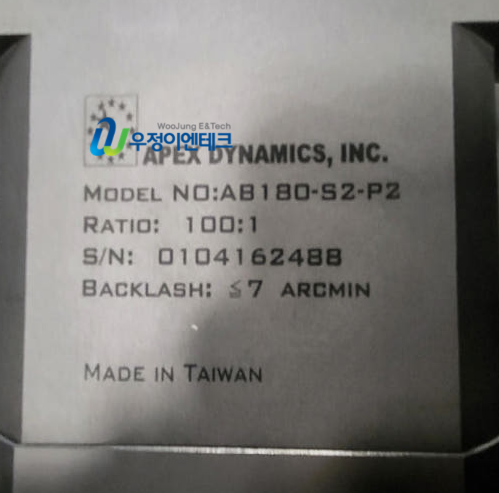 WooJung E&Tech
우정이엔테크
APEX DYNAMICS, INC.
MODEL NO:AB180-S2-P2
RATIO: 100:1
S/N: 0104162488
BACKLASH: ≦7 ARCMIN
MADE IN TAIWAN